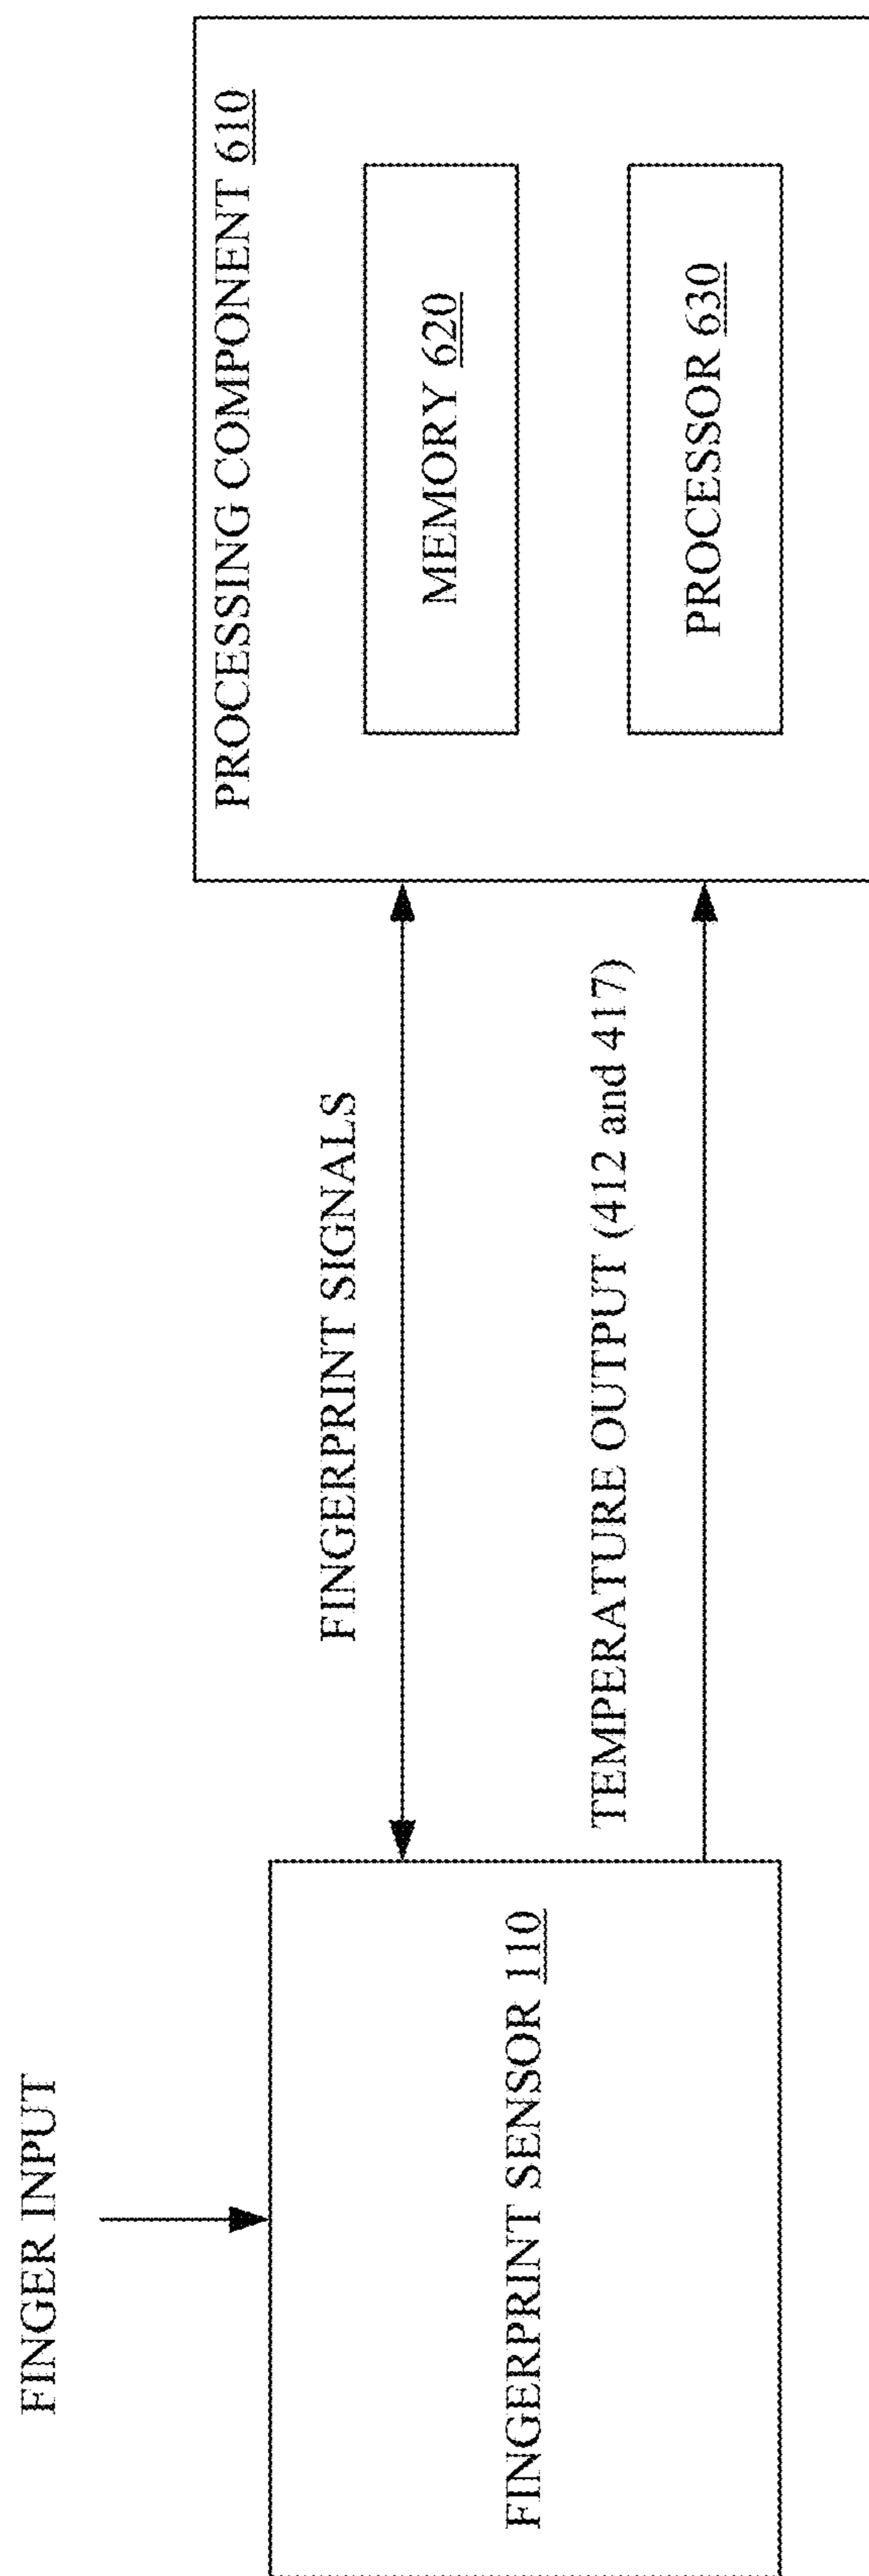 FINGER INPUT
FINGERPRINT SENSOR 110
FINGERPRINT SIGNALS
TEMPERATURE OUTPUT (412 and 417)
PROCESSING COMPONENT 610
MEMORY 620
PROCESSOR 630